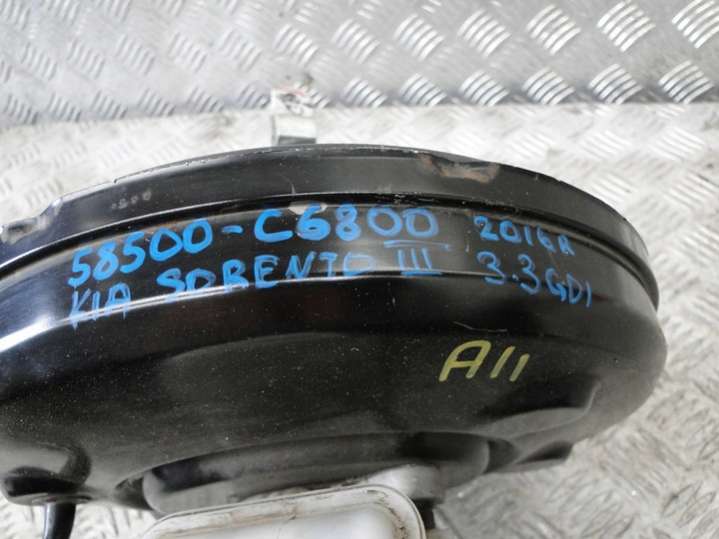 58500-C6800 2016R
KIA SORENTO III 3.3GDI
A11